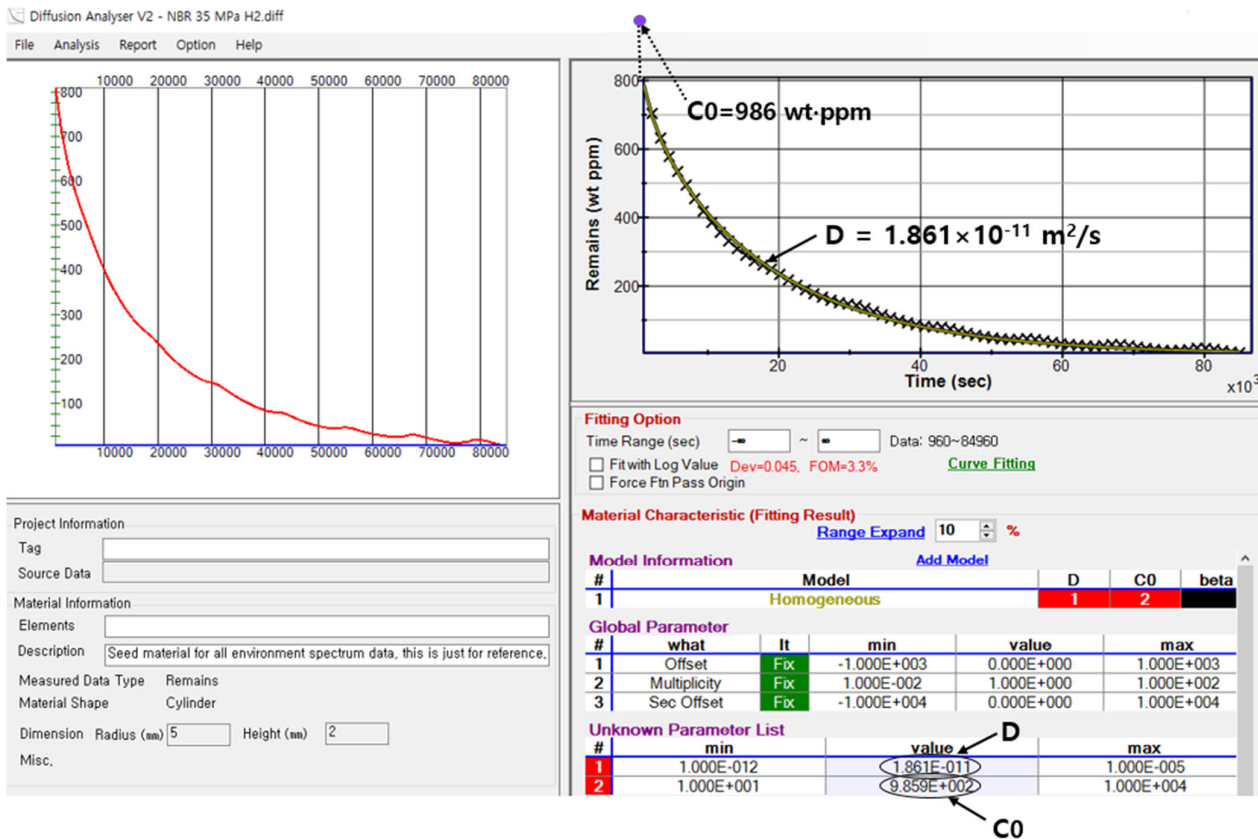 Diffusion Analyser V2 - NBR 35 MPa H2.diff
File Analysis Report Option Help
10000 20000 30000 40000 50000 60000 70000 80000
800
700
600
500
400
300
200
100
10000 20000 30000 40000 50000 60000 70000 80000
Project Information
Tag
Source Data
Material Information
Elements
Description Seed material for all environment spectrum data, this is just for reference,
Measured Data Type Remains
Material Shape Cylinder
Dimension Radius (mm) 5 Height (mm) 2
Misc,
800
600
400
200
Remains (wt ppm)
C0=986 wt·ppm
D = 1.861×10⁻¹¹ m²/s
20 40 60 80
Time (sec)
x10³
Fitting Option
Time Range (sec) -∞ ~ ∞ Data: 960~84960
Fit with Log Value Dev=0.045, FOM=3.3% Curve Fitting
Force Ftn Pass Origin
Material Characteristic (Fitting Result)
Range Expand 10 %
Model Information Add Model
# Model D C0 beta
1 Homogeneous 1 2
Global Parameter
# what It min value max
1 Offset Fix -1.000E+003 0.000E+000 1.000E+003
2 Multiplicity Fix 1.000E-002 1.000E+000 1.000E+002
3 Sec Offset Fix -1.000E+004 0.000E+000 1.000E+004
Unknown Parameter List
D
# min value max
1 1.000E-012 1.861E-011 1.000E-005
2 1.000E+001 9.859E+002 1.000E+004
C0